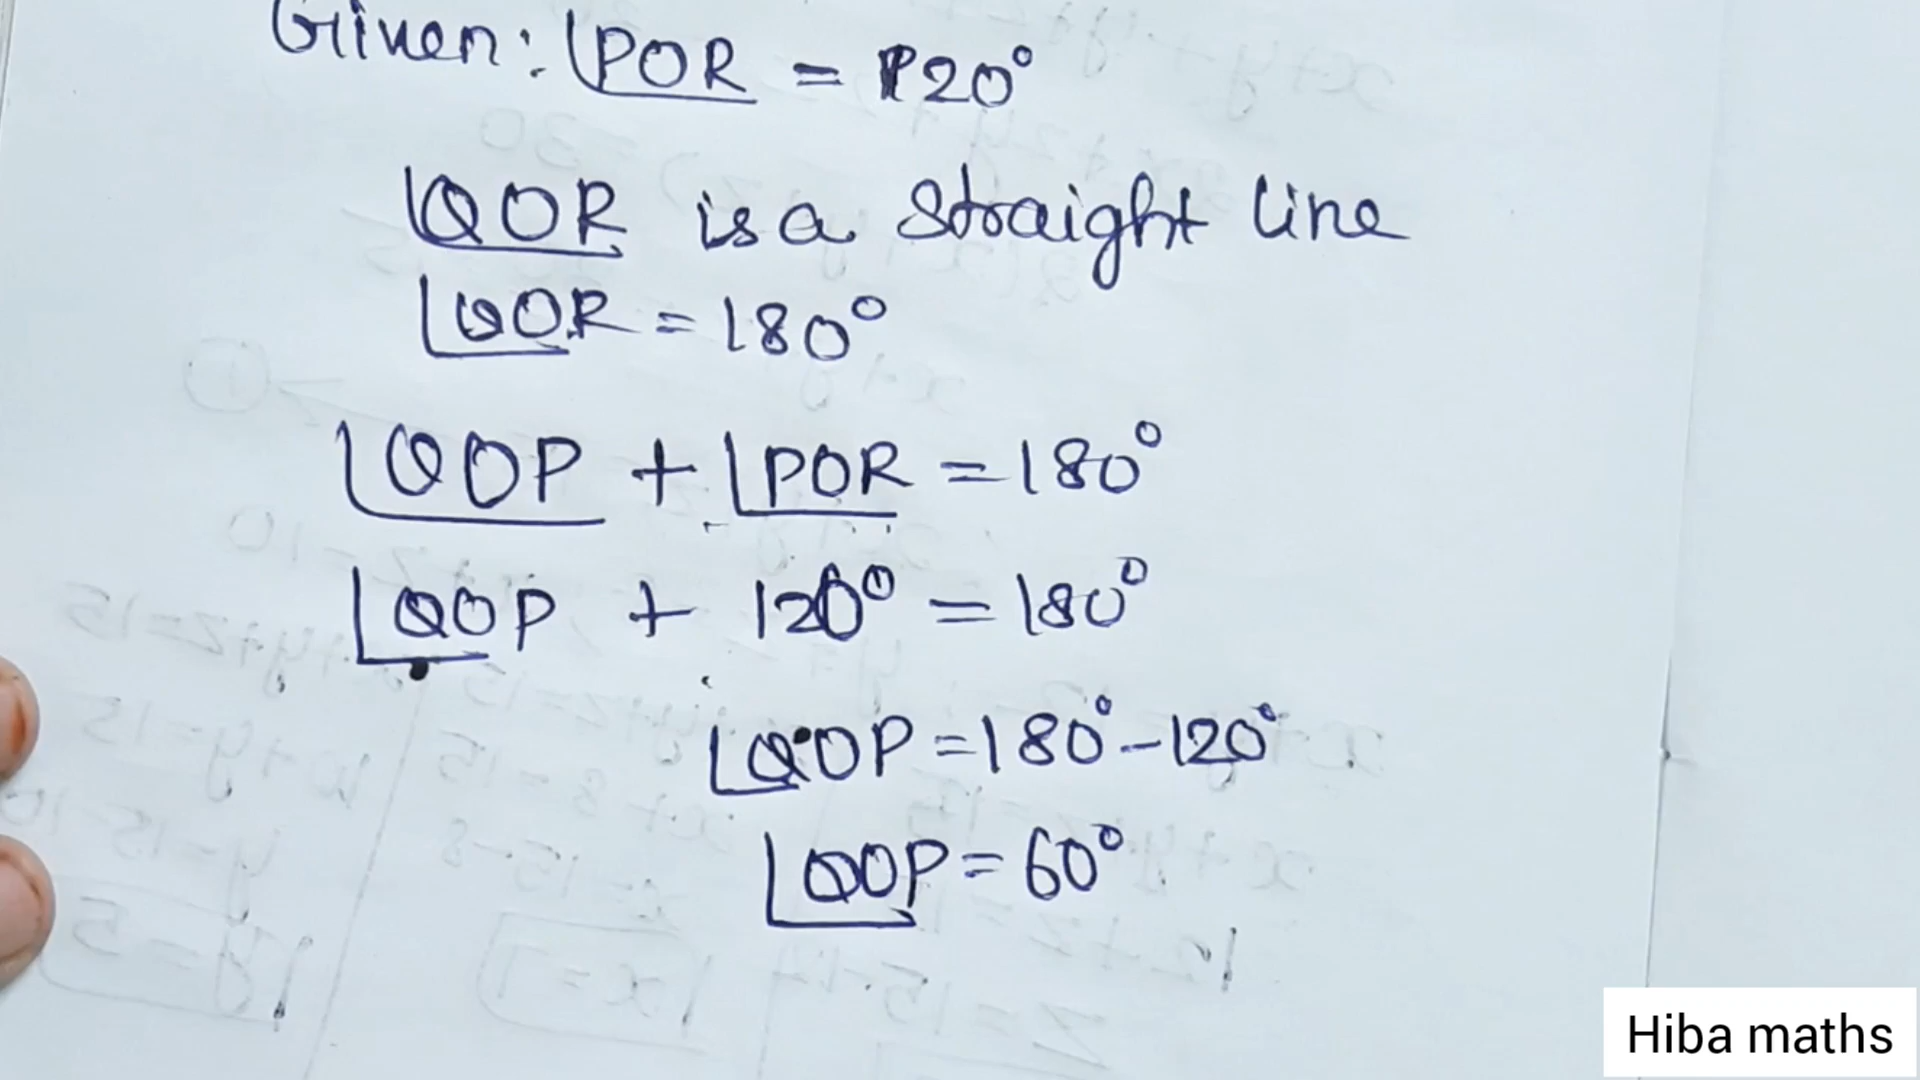 Given: ∠POR = 120°
∠QOR is a straight line
∠QOR = 180°
∠QOP + ∠POR = 180°
∠QOP + 120° = 180°
∠QOP = 180° - 120°
∠QOP = 60°
Hiba maths